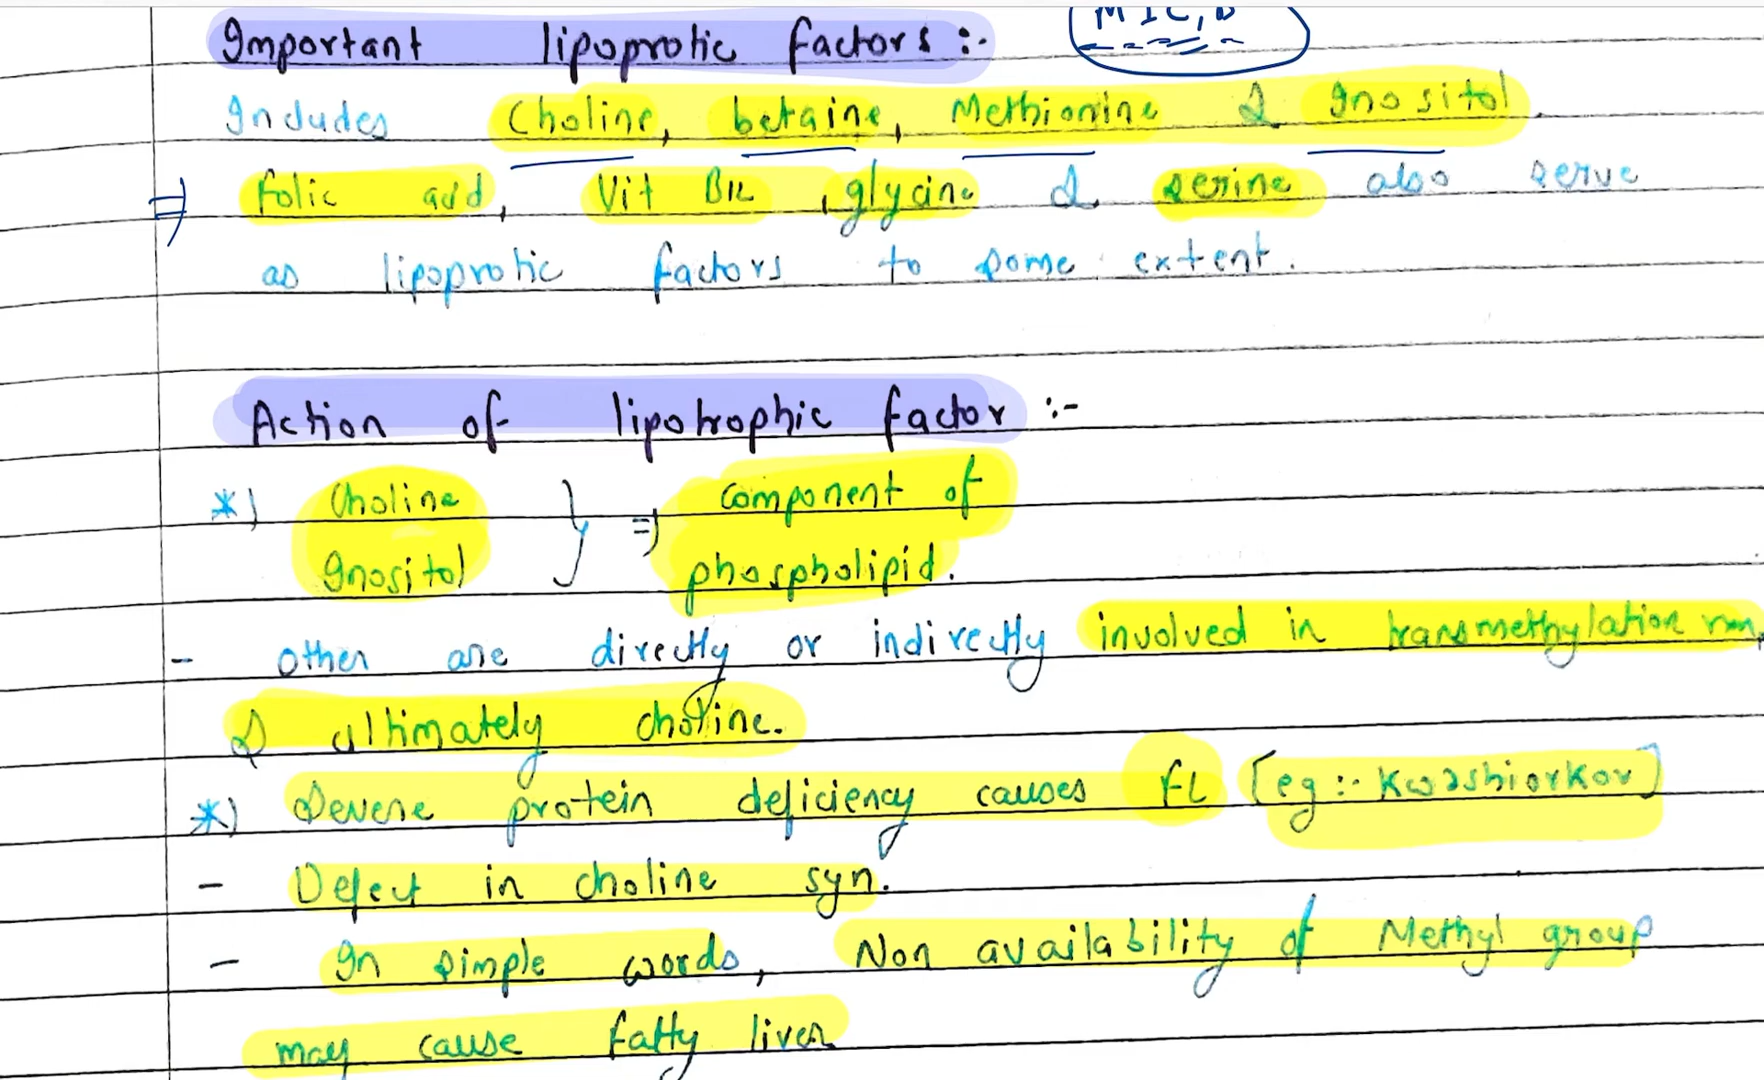 Important lipoprotic factors :-
Includes Choline, betaine, Methionine & Inositol.
⇒ folic acid, Vit B12, glycine & serine also serve
as lipoprotic factors to some extent.
Action of lipotrophic factor :-
*) Choline } ⇒ component of
Inositol phospholipid.
- other are directly or indirectly involved in transmethylation rxn,
& ultimately choline.
*) Severe protein deficiency causes FL [eg :- Kwashiorkor]
- Defect in choline syn.
- In simple words, Non availability of Methyl group
may cause fatty liver